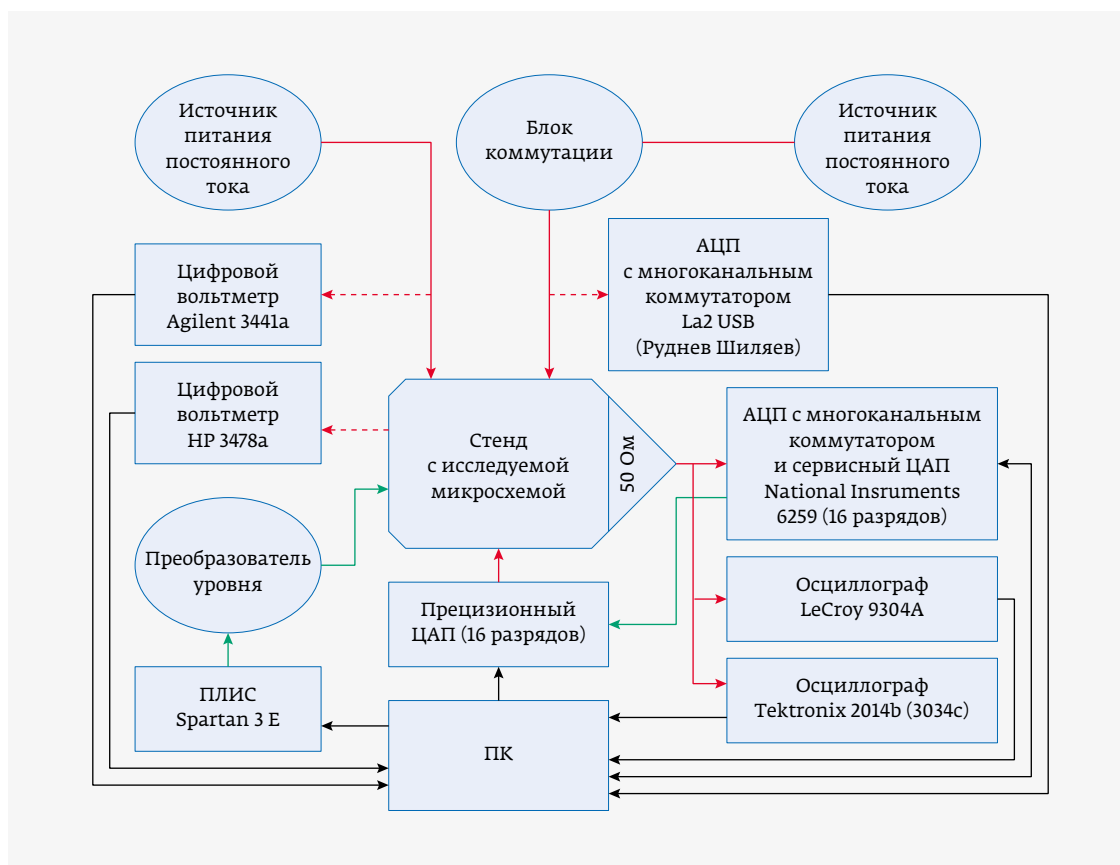 Источник
питания
постоянного
тока
Блок
коммутации
Источник
питания
постоянного
тока
Цифровой
вольтметр
Agilent 3441a
АЦП
с многоканальным
коммутатором
La2 USB
(Руднев Шиляев)
Цифровой
вольтметр
HP 3478a
Стенд
с исследуемой
микросхемой
50 Ом
АЦП с многоканальным
коммутатором
и сервисный ЦАП
National Insruments
6259 (16 разрядов)
Преобразователь
уровня
Прецизионный
ЦАП (16 разрядов)
Осциллограф
LeCroy 9304A
ПЛИС
Spartan 3 E
ПК
Осциллограф
Tektronix 2014b (3034c)